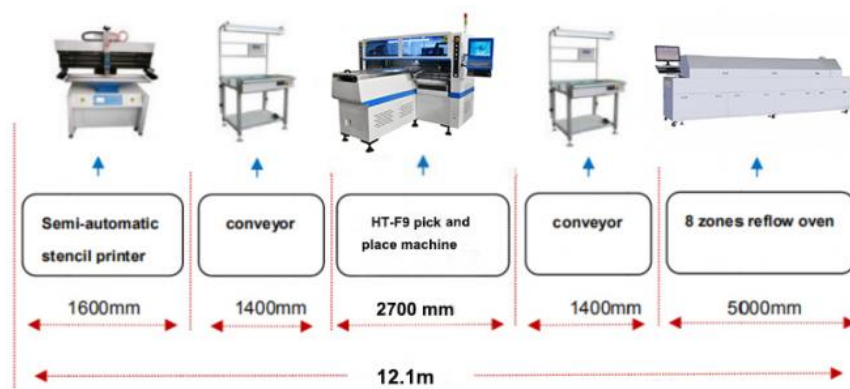 Semi-automatic
stencil printer
conveyor
HT-F9 pick and
place machine
conveyor
8 zones reflow oven
1600mm
1400mm
2700 mm
1400mm
5000mm
12.1m